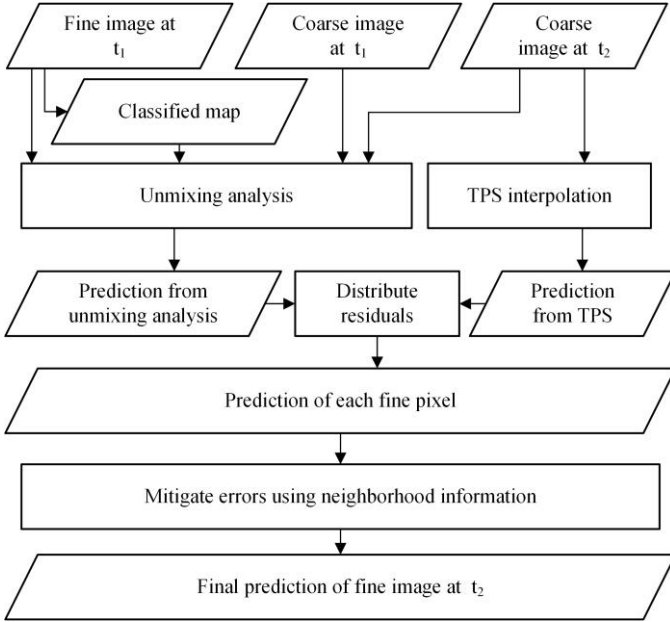 Fine image at
t₁
Coarse image
at t₁
Coarse
image at t₂
Classified map
Unmixing analysis
TPS interpolation
Prediction from
unmixing analysis
Distribute
residuals
Prediction
from TPS
Prediction of each fine pixel
Mitigate errors using neighborhood information
Final prediction of fine image at t₂